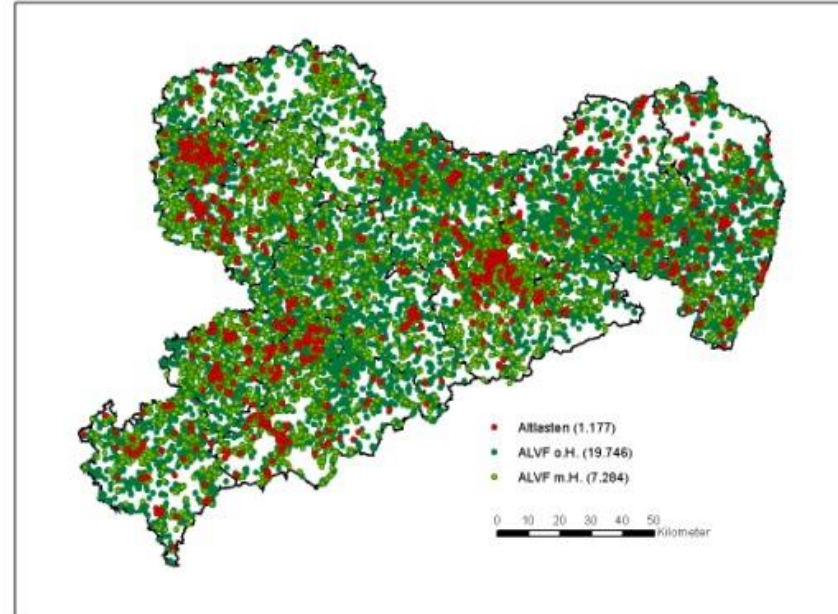 Altlasten (1.177)
ALVF o.H. (19.746)
ALVF m.H. (7.284)
0 10 20 30 40 50
Kilometer